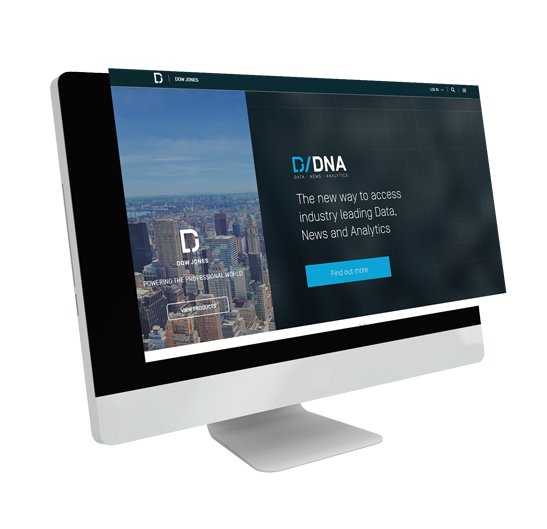 DOW JONES
LOG IN
D/DNA
DATA | NEWS | ANALYTICS
The new way to access
industry leading Data,
News and Analytics
Find out more
D
DOW JONES
POWERING THE PROFESSIONAL WORLD
VIEW PRODUCTS